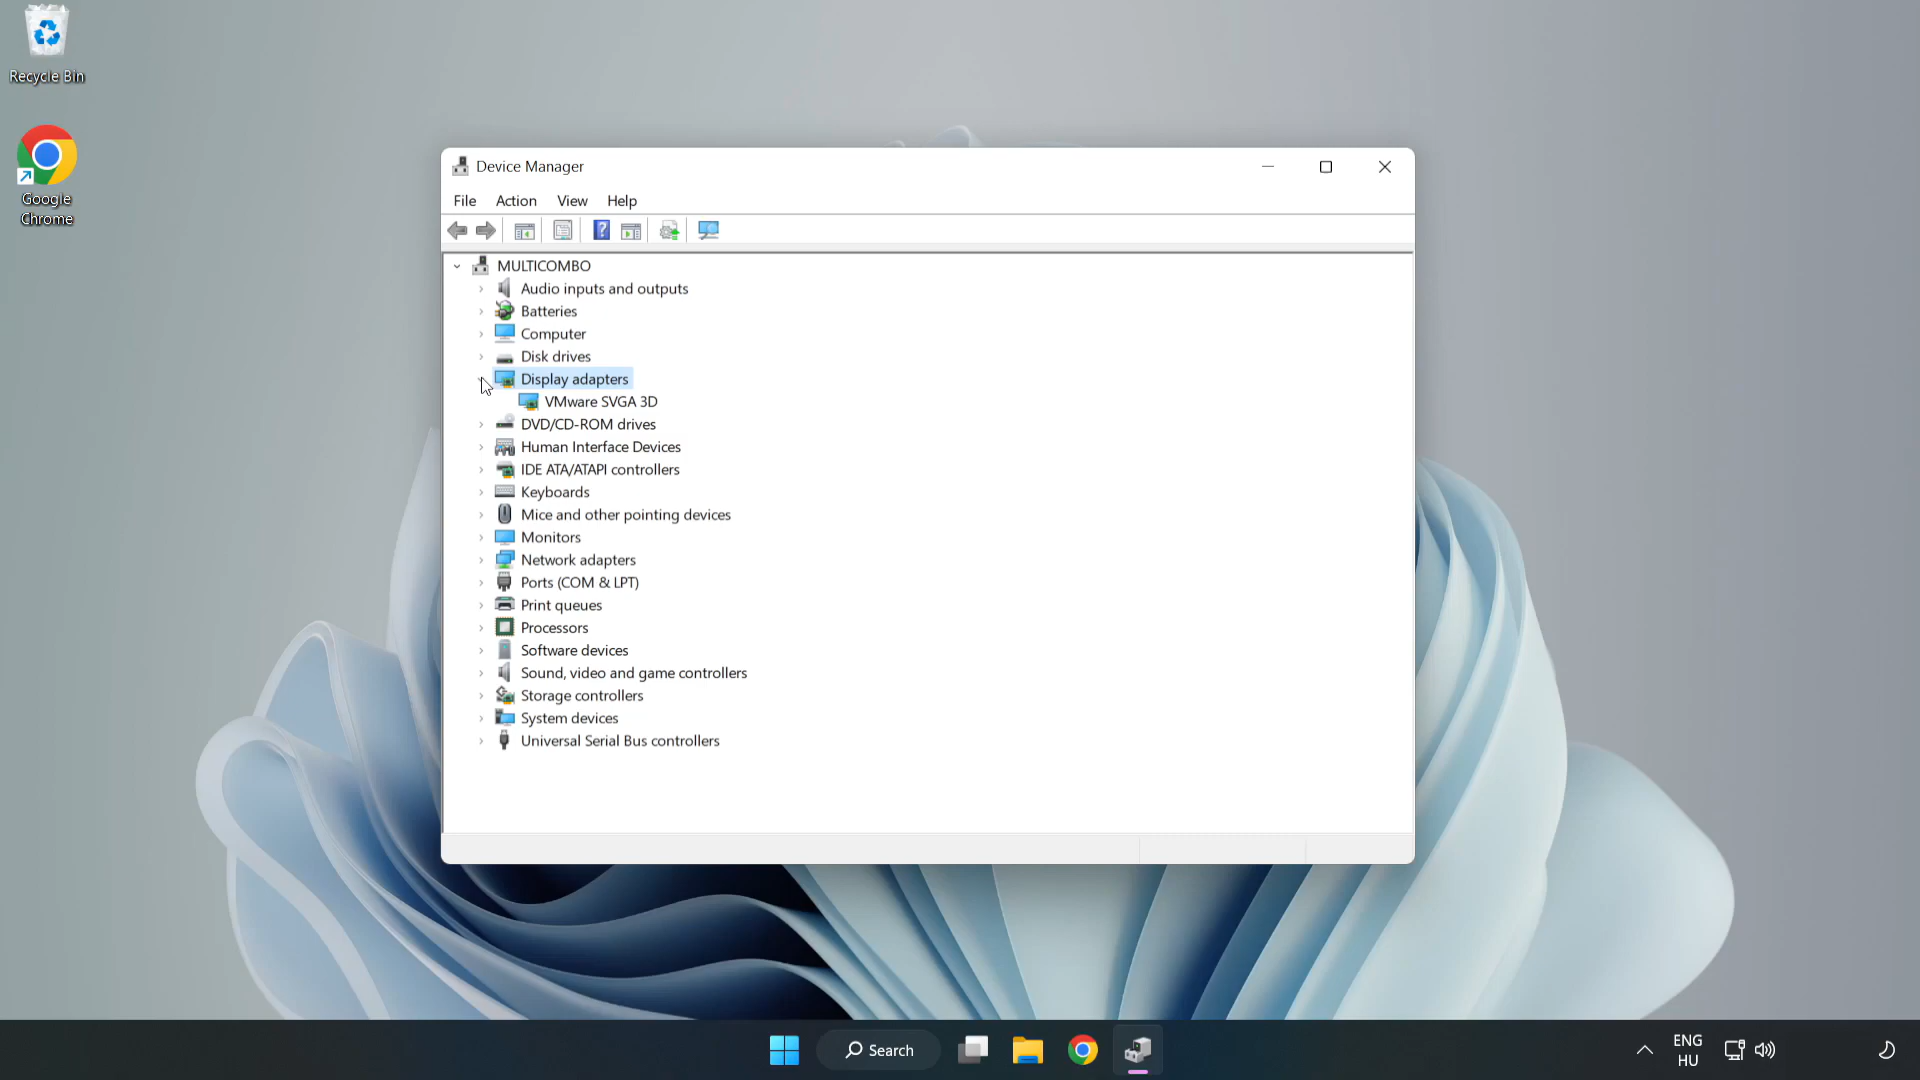 Recycle Bin
Google
Chrome
Device Manager
File Action View Help
MULTICOMBO
Audio inputs and outputs
Batteries
Computer
Disk drives
Display adapters
VMware SVGA 3D
DVD/CD-ROM drives
Human Interface Devices
IDE ATA/ATAPI controllers
Keyboards
Mice and other pointing devices
Monitors
Network adapters
Ports (COM & LPT)
Print queues
Processors
Software devices
Sound, video and game controllers
Storage controllers
System devices
Universal Serial Bus controllers
Search
ENG
HU